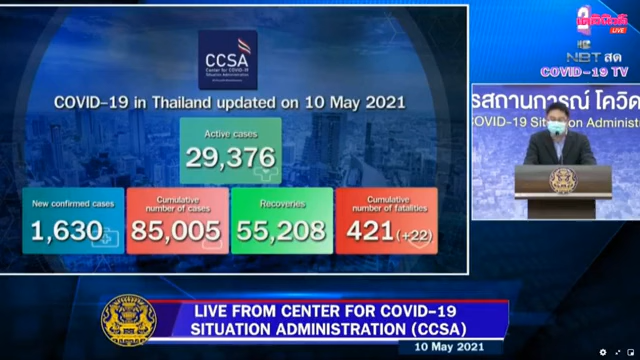 CCSA
Center for COVID-19
Situation Administration
COVID-19 in Thailand updated on 10 May 2021
Active cases
29,376
New confirmed cases
1,630
Cumulative
number of cases
85,005
Recoveries
55,208
Cumulative
number of fatalities
421 (+22)
LIVE
NBT สด
COVID-19 TV
รสถานการณ์ โควิด
OVID-19 Situation Administ
LIVE FROM CENTER FOR COVID-19
SITUATION ADMINISTRATION (CCSA)
10 May 2021